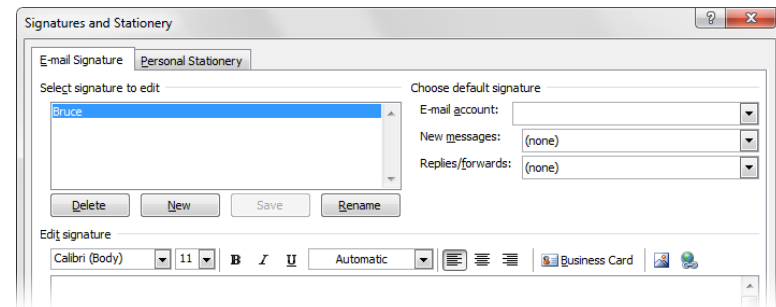 Signatures and Stationery
E-mail Signature Personal Stationery
Select signature to edit
Choose default signature
Bruce
E-mail account:
New messages: (none)
Replies/forwards: (none)
Delete New Save Rename
Edit signature
Calibri (Body) 11 B I U Automatic Business Card